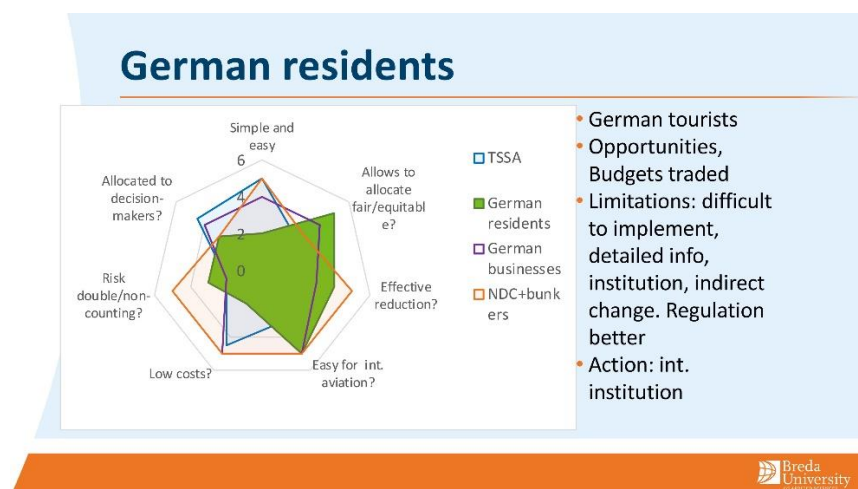 German residents
Simple and
easy
6
4
2
0
Allows to
allocate
fair/equitabl
e?
Effective
reduction?
Easy for int.
aviation?
Low costs?
Risk
double/non-
counting?
Allocated to
decision-
makers?
TSSA
German
residents
German
businesses
NDC+bunk
ers
• German tourists
• Opportunities,
Budgets traded
• Limitations: difficult
to implement,
detailed info,
institution, indirect
change. Regulation
better
• Action: int.
institution
Breda
University